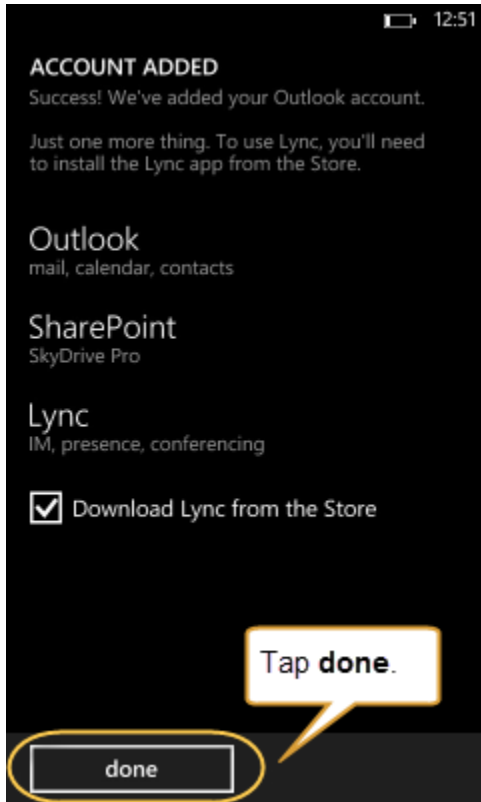 12:51
ACCOUNT ADDED
Success! We've added your Outlook account.
Just one more thing. To use Lync, you'll need
to install the Lync app from the Store.
Outlook
mail, calendar, contacts
SharePoint
SkyDrive Pro
Lync
IM, presence, conferencing
Download Lync from the Store
Tap done.
done